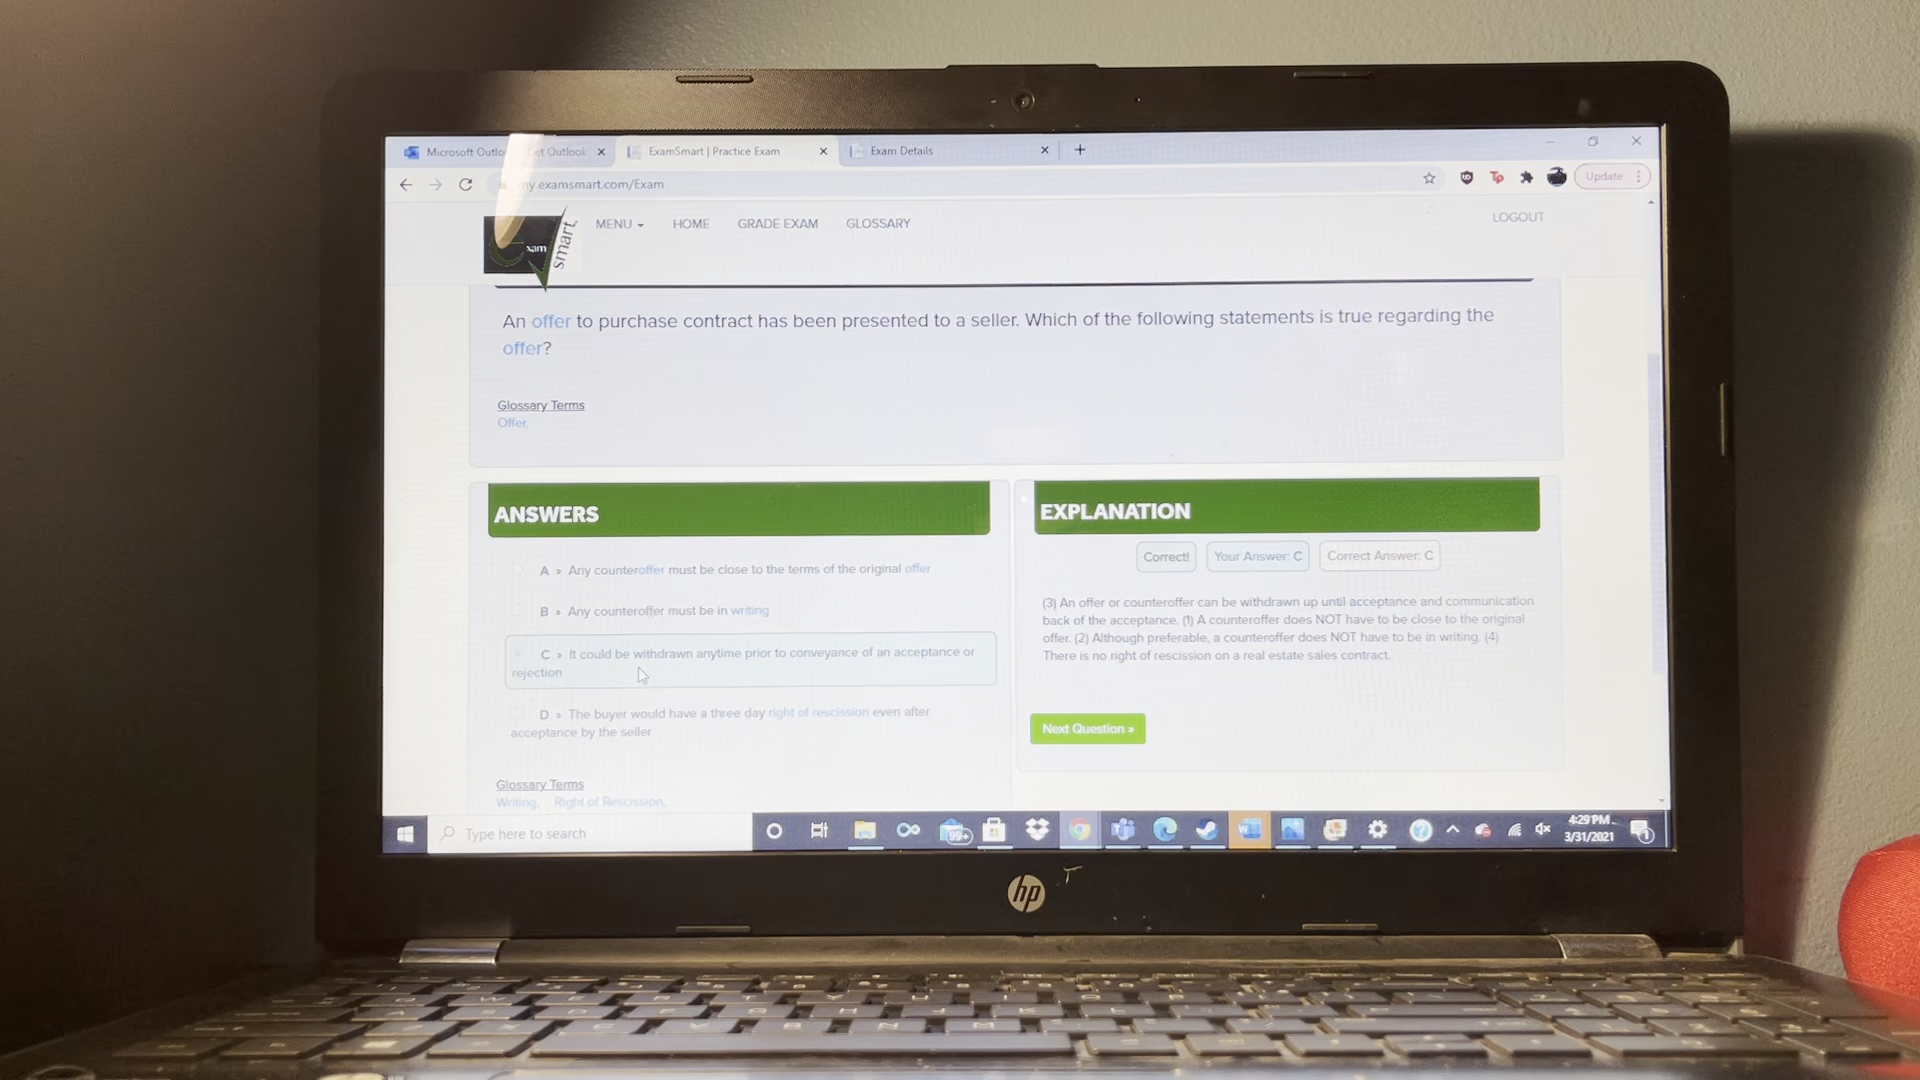 Microsoft Outlo
et Outlook
ExamSmart | Practice Exam
Exam Details
ny.examsmart.com/Exam
Update
xam
smart
MENU
HOME
GRADE EXAM
GLOSSARY
LOGOUT
An offer to purchase contract has been presented to a seller. Which of the following statements is true regarding the
offer?
Glossary Terms
Offer,
ANSWERS
A » Any counteroffer must be close to the terms of the original offer
B » Any counteroffer must be in writing
C » It could be withdrawn anytime prior to conveyance of an acceptance or
rejection
D » The buyer would have a three day right of rescission even after
acceptance by the seller
Glossary Terms
Writing, Right of Rescission,
EXPLANATION
Correct!
Your Answer: C
Correct Answer: C
(3) An offer or counteroffer can be withdrawn up until acceptance and communication
back of the acceptance. (1) A counteroffer does NOT have to be close to the original
offer. (2) Although preferable, a counteroffer does NOT have to be in writing. (4)
There is no right of rescission on a real estate sales contract.
Next Question »
Type here to search
99+
4:29 PM
3/31/2021
1
hp